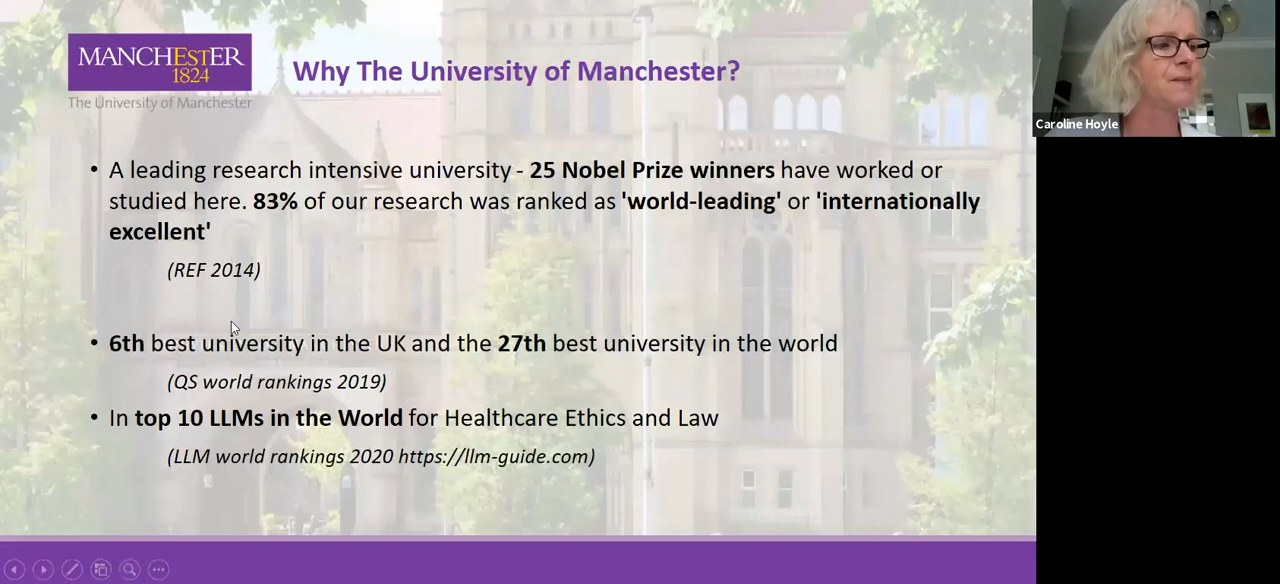 MANCHESTER
1824
The University of Manchester
Why The University of Manchester?
• A leading research intensive university - 25 Nobel Prize winners have worked or
studied here. 83% of our research was ranked as 'world-leading' or 'internationally
excellent'
(REF 2014)
• 6th best university in the UK and the 27th best university in the world
(QS world rankings 2019)
• In top 10 LLMs in the World for Healthcare Ethics and Law
(LLM world rankings 2020 https://llm-guide.com)
Caroline Hoyle